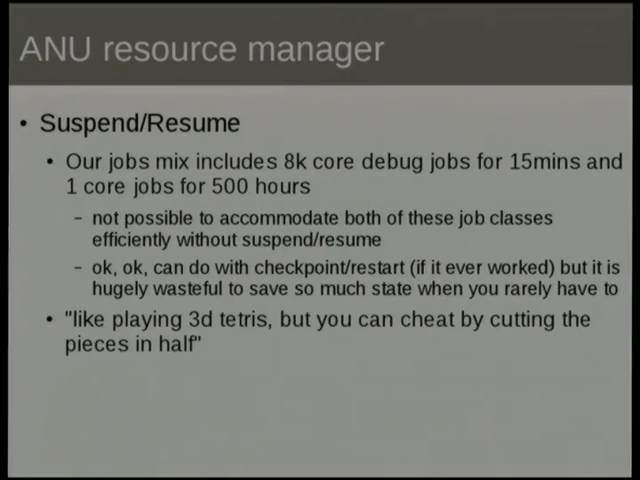 ANU resource manager
• Suspend/Resume
• Our jobs mix includes 8k core debug jobs for 15mins and
1 core jobs for 500 hours
- not possible to accommodate both of these job classes
efficiently without suspend/resume
- ok, ok, can do with checkpoint/restart (if it ever worked) but it is
hugely wasteful to save so much state when you rarely have to
• "like playing 3d tetris, but you can cheat by cutting the
pieces in half"